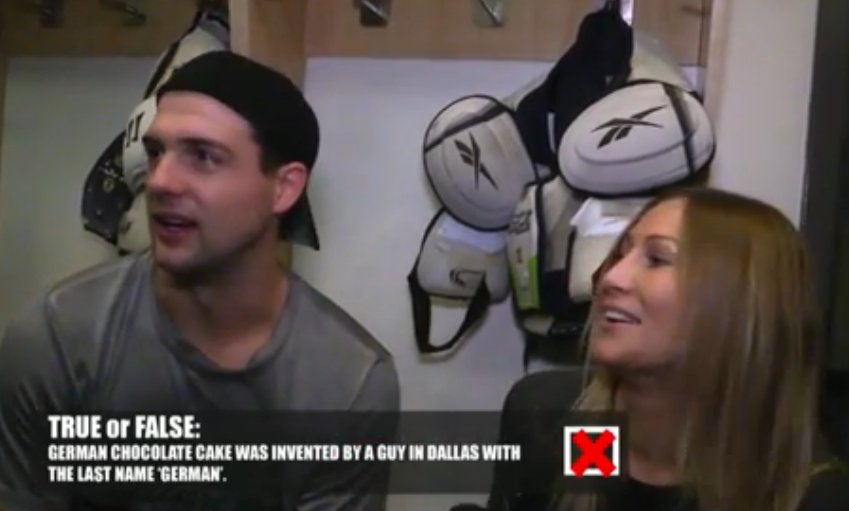 TRUE or FALSE:
GERMAN CHOCOLATE CAKE WAS INVENTED BY A GUY IN DALLAS WITH
THE LAST NAME 'GERMAN'.